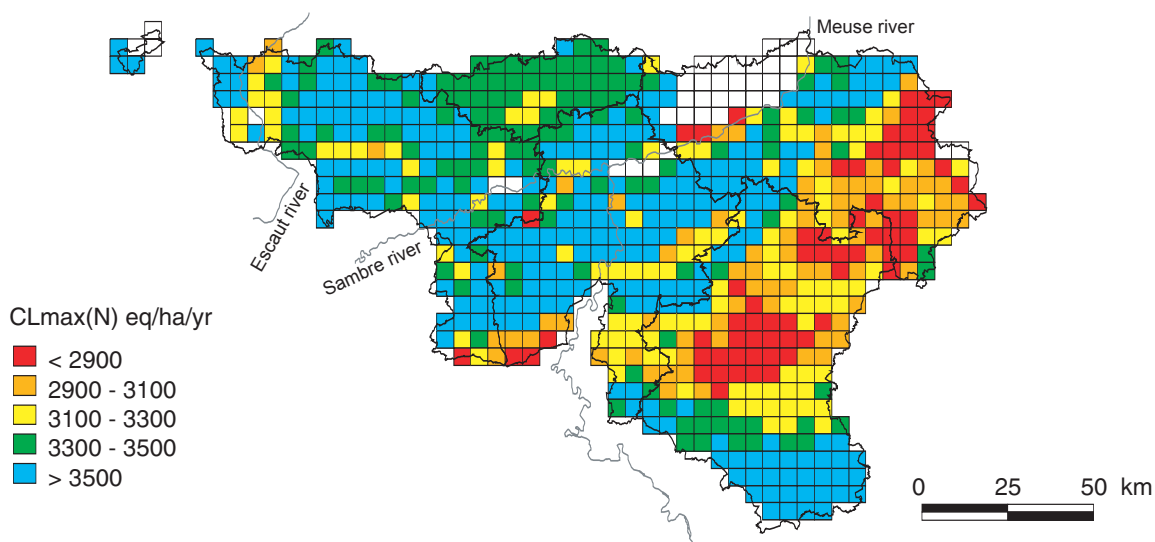 Meuse river
Escaut river
Sambre river
CLmax(N) eq/ha/yr
< 2900
2900 - 3100
3100 - 3300
3300 - 3500
> 3500
0 25 50 km